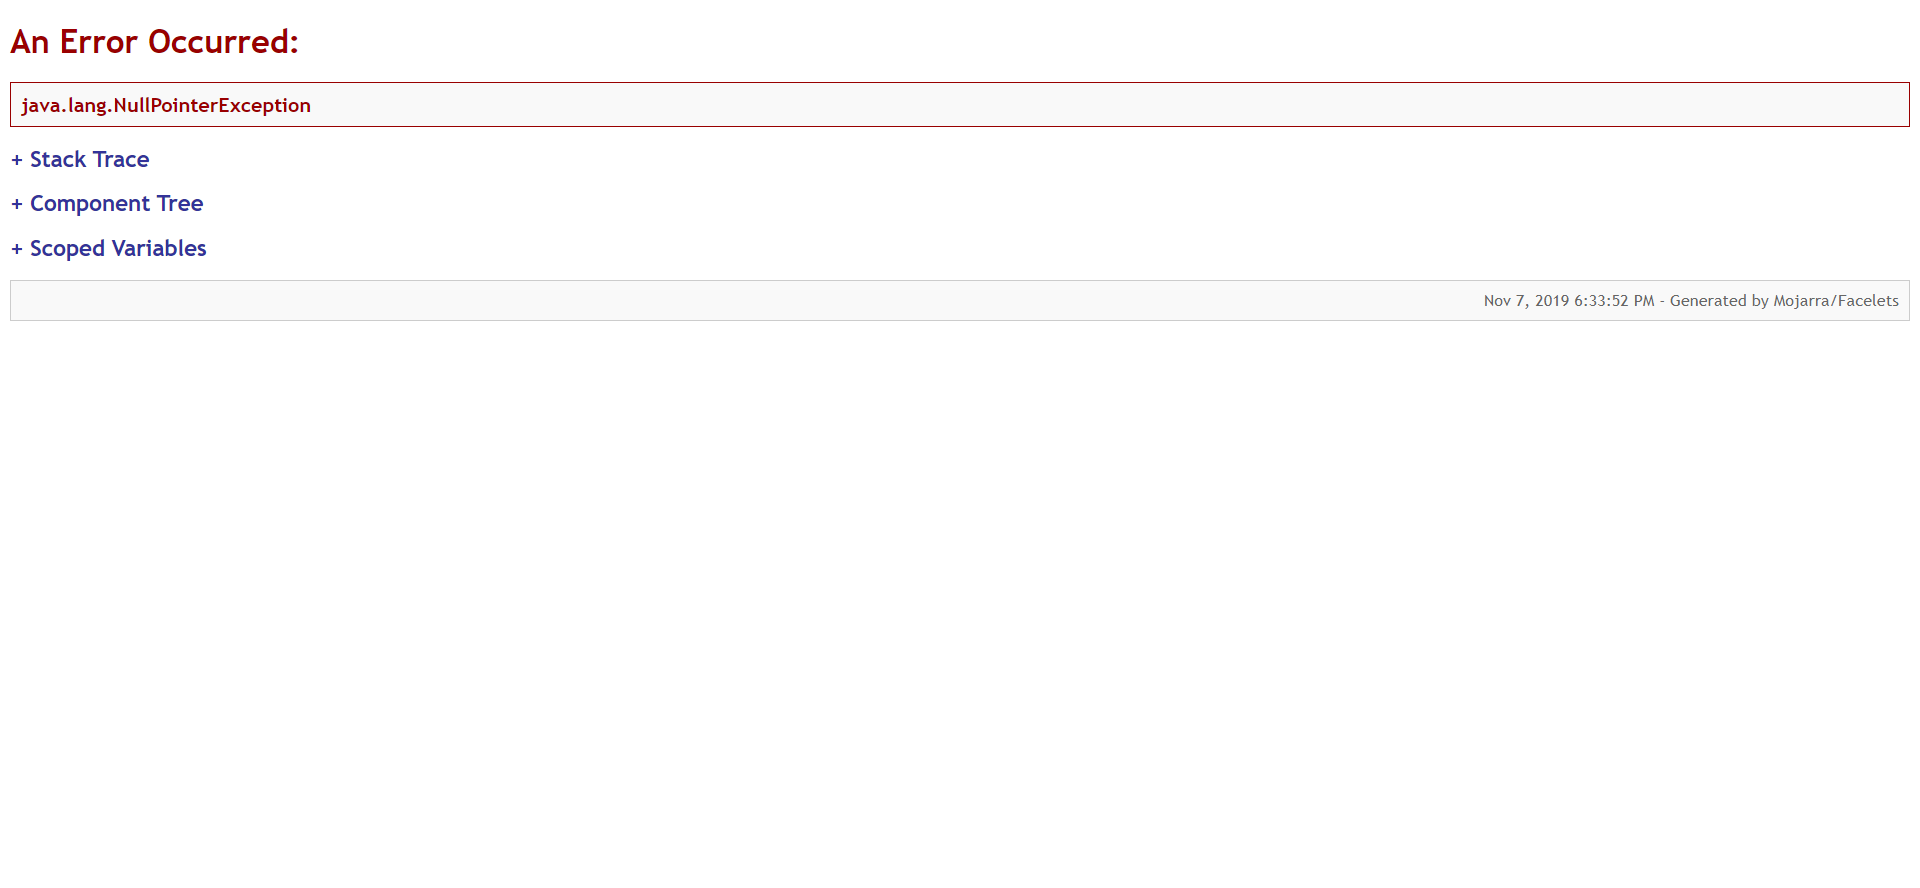 An Error Occurred:
java.lang.NullPointerException
+ Stack Trace
+ Component Tree
+ Scoped Variables
Nov 7, 2019 6:33:52 PM - Generated by Mojarra/Facelets